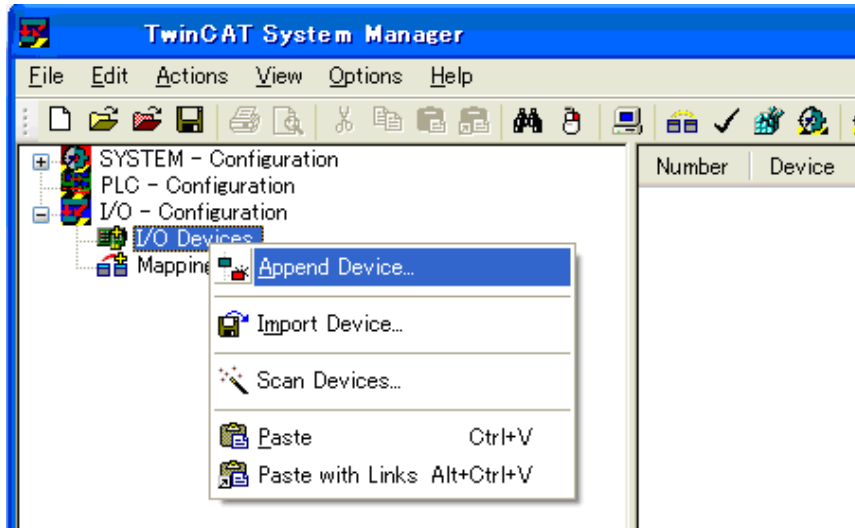 TwinCAT System Manager
File Edit Actions View Options Help
SYSTEM - Configuration
Number Device
PLC - Configuration
I/O - Configuration
I/O Devices
Mapping
Append Device...
Import Device...
Scan Devices...
Paste Ctrl+V
Paste with Links Alt+Ctrl+V